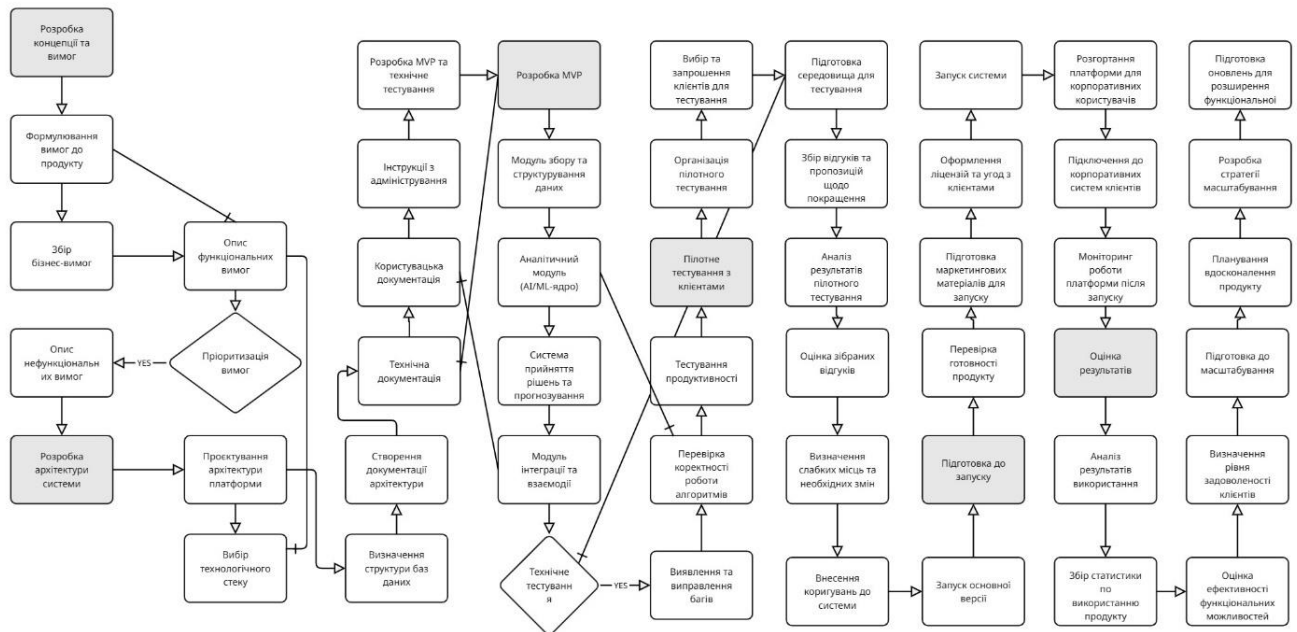 Розробка
концепції та
вимог
Формулювання
вимог до
продукту
Збір
бізнес-вимог
Опис
функціональних
вимог
Пріоритизація
вимог
YES
Опис
нефункціональн
их вимог
Розробка
архітектури
системи
Проєктування
архітектури
платформи
Вибір
технологічного
стеку
Визначення
структури баз
даних
Створення
документації
архітектури
Технічна
документація
Користувацька
документація
Інструкції з
адміністрування
Розробка MVP та
технічне
тестування
Розробка MVP
Модуль збору та
структурування
даних
Аналітичний
модуль
(AI/ML-ядро)
Система
прийняття
рішень та
прогнозування
Модуль
інтеграції та
взаємодії
Технічне
тестуванн
я
YES
Виявлення та
виправлення
багів
Перевірка
коректності
роботи
алгоритмів
Тестування
продуктивності
Пілотне
тестування з
клієнтами
Організація
пілотного
тестування
Вибір та
запрошення
клієнтів для
тестування
Підготовка
середовища для
тестування
Збір відгуків та
пропозицій
щодо
покращення
Аналіз
результатів
пілотного
тестування
Оцінка зібраних
відгуків
Визначення
слабких місць та
необхідних змін
Внесення
коригувань до
системи
Запуск основної
версії
Підготовка до
запуску
Перевірка
готовності
продукту
Підготовка
маркетингових
матеріалів для
запуску
Оформлення
ліцензій та угод з
клієнтами
Запуск системи
Розгортання
платформи для
корпоративних
користувачів
Підключення до
корпоративних
систем клієнтів
Моніторинг
роботи
платформи після
запуску
Оцінка
результатів
Аналіз
результатів
використання
Збір статистики
по
використанню
продукту
Оцінка
ефективності
функціональних
можливостей
Визначення
рівня
задоволеності
клієнтів
Підготовка до
масштабування
Планування
вдосконалення
продукту
Розробка
стратегії
масштабування
Підготовка
оновлень для
розширення
функціональної